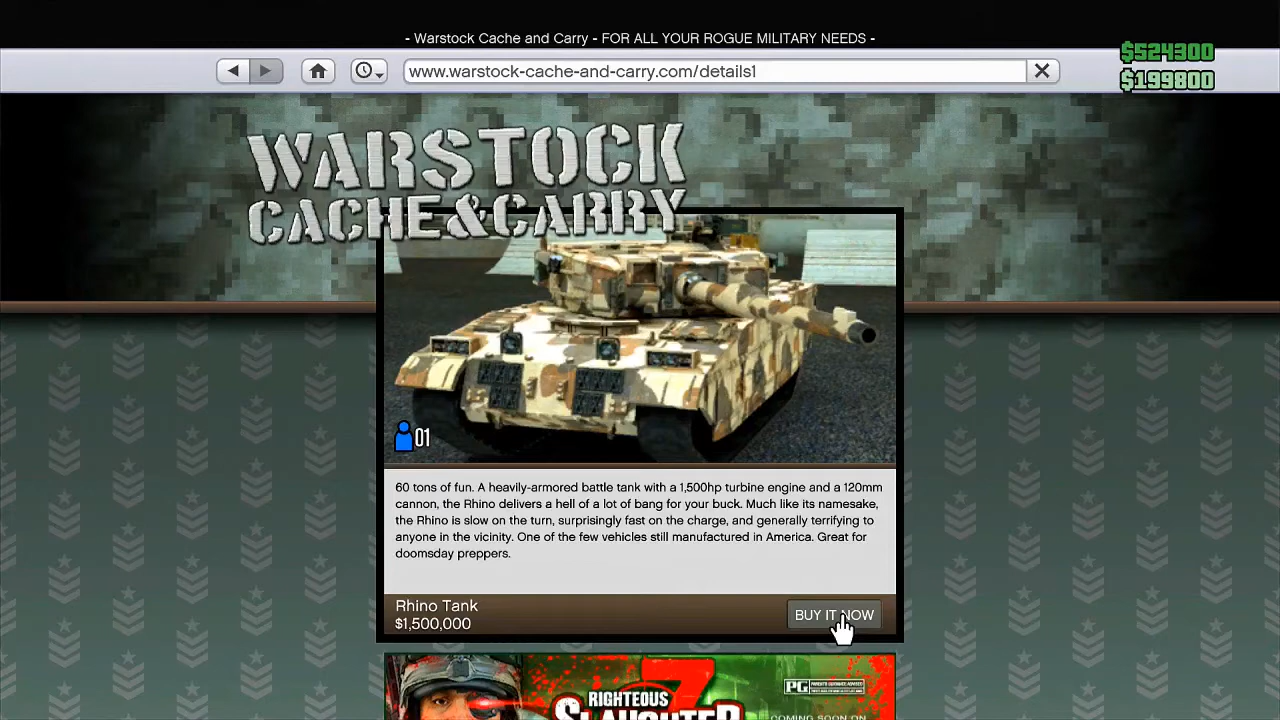 - Warstock Cache and Carry - FOR ALL YOUR ROGUE MILITARY NEEDS -
$524300
www.warstock-cache-and-carry.com/details1
$199800
WARSTOCK
CACHE&CARRY
01
60 tons of fun. A heavily-armored battle tank with a 1,500hp turbine engine and a 120mm
cannon, the Rhino delivers a hell of a lot of bang for your buck. Much like its namesake,
the Rhino is slow on the turn, surprisingly fast on the charge, and generally terrifying to
anyone in the vicinity. One of the few vehicles still manufactured in America. Great for
doomsday preppers.
Rhino Tank
$1,500,000
BUY IT NOW
RIGHTEOUS
SLAUGHTER
7
PG
COMING SOON ON